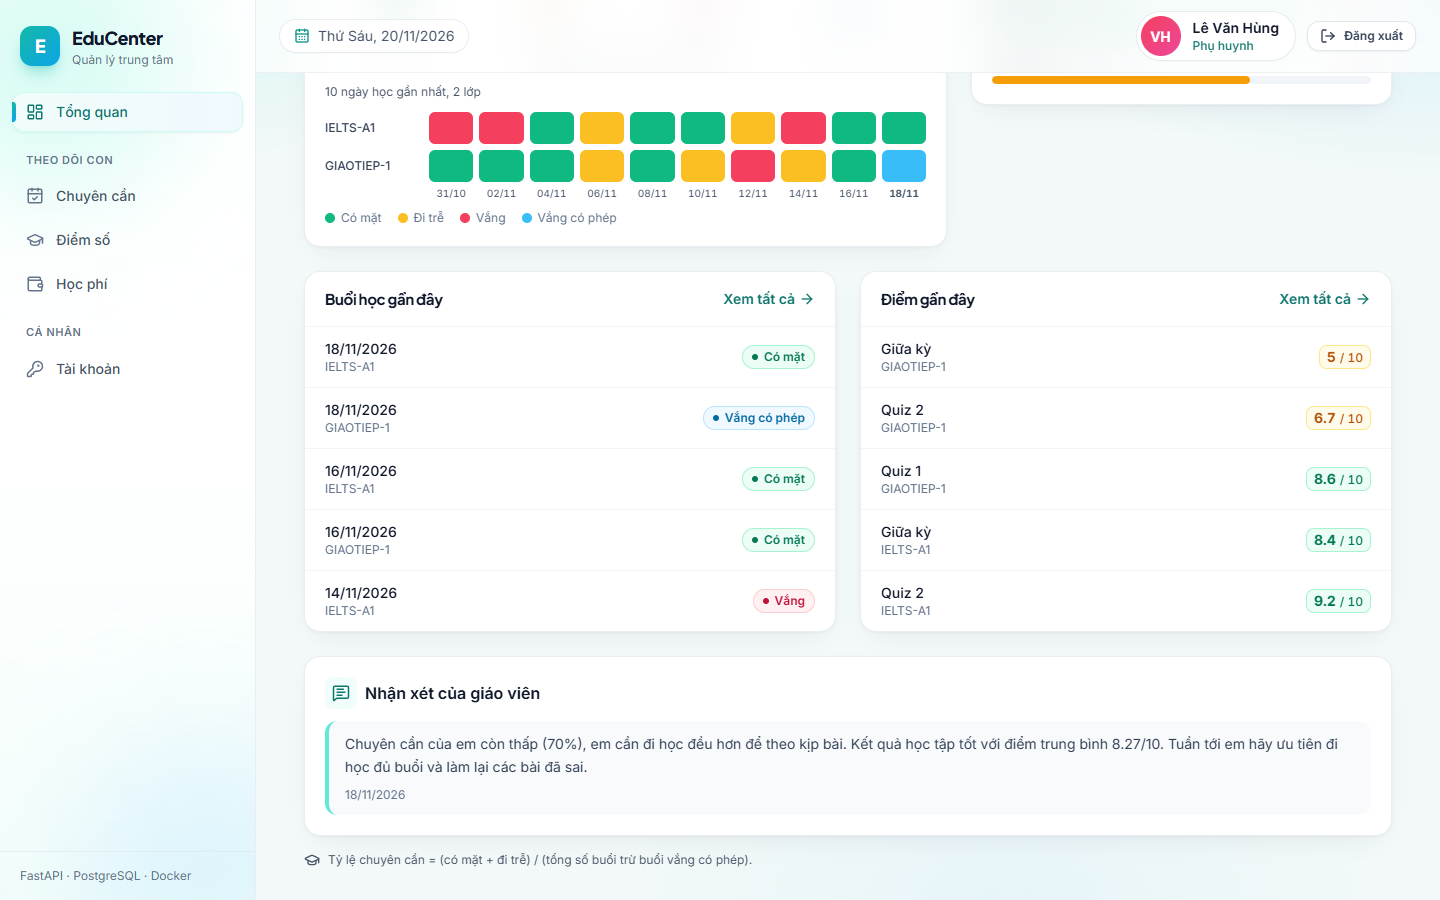 E
EduCenter
Quản lý trung tâm
Tổng quan
THEO DÕI CON
Chuyên cần
Điểm số
Học phí
CÁ NHÂN
Tài khoản
FastAPI · PostgreSQL · Docker
Thứ Sáu, 20/11/2026
VH
Lê Văn Hùng
Phụ huynh
Đăng xuất
10 ngày học gần nhất, 2 lớp
IELTS-A1
GIAOTIEP-1
31/10 02/11 04/11 06/11 08/11 10/11 12/11 14/11 16/11 18/11
Có mặt Đi trễ Vắng Vắng có phép
Buổi học gần đây
Xem tất cả →
18/11/2026
IELTS-A1
Có mặt
18/11/2026
GIAOTIEP-1
Vắng có phép
16/11/2026
IELTS-A1
Có mặt
16/11/2026
GIAOTIEP-1
Có mặt
14/11/2026
IELTS-A1
Vắng
Điểm gần đây
Xem tất cả →
Giữa kỳ
GIAOTIEP-1
5 / 10
Quiz 2
GIAOTIEP-1
6.7 / 10
Quiz 1
GIAOTIEP-1
8.6 / 10
Giữa kỳ
IELTS-A1
8.4 / 10
Quiz 2
IELTS-A1
9.2 / 10
Nhận xét của giáo viên
Chuyên cần của em còn thấp (70%), em cần đi học đều hơn để theo kịp bài. Kết quả học tập tốt với điểm trung bình 8.27/10. Tuần tới em hãy ưu tiên đi
học đủ buổi và làm lại các bài đã sai.
18/11/2026
Tỷ lệ chuyên cần = (có mặt + đi trễ) / (tổng số buổi trừ buổi vắng có phép).